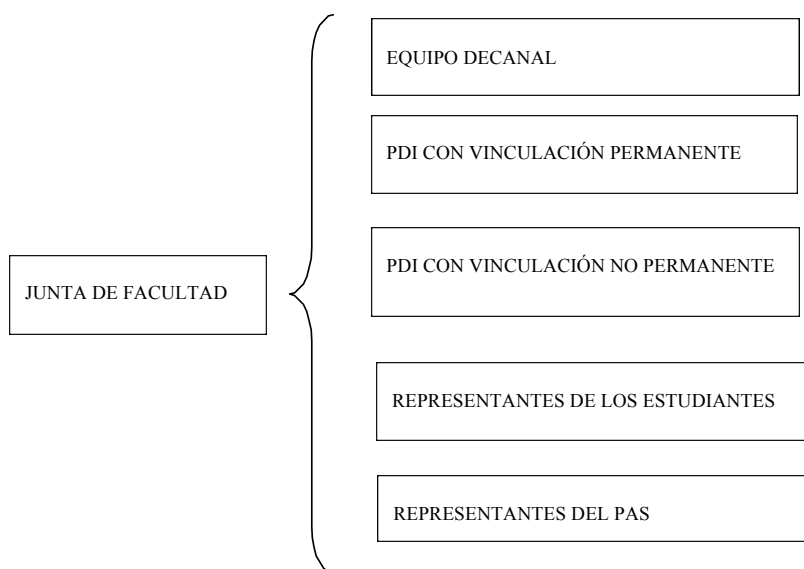 EQUIPO DECANAL
PDI CON VINCULACIÓN PERMANENTE
PDI CON VINCULACIÓN NO PERMANENTE
JUNTA DE FACULTAD
REPRESENTANTES DE LOS ESTUDIANTES
REPRESENTANTES DEL PAS